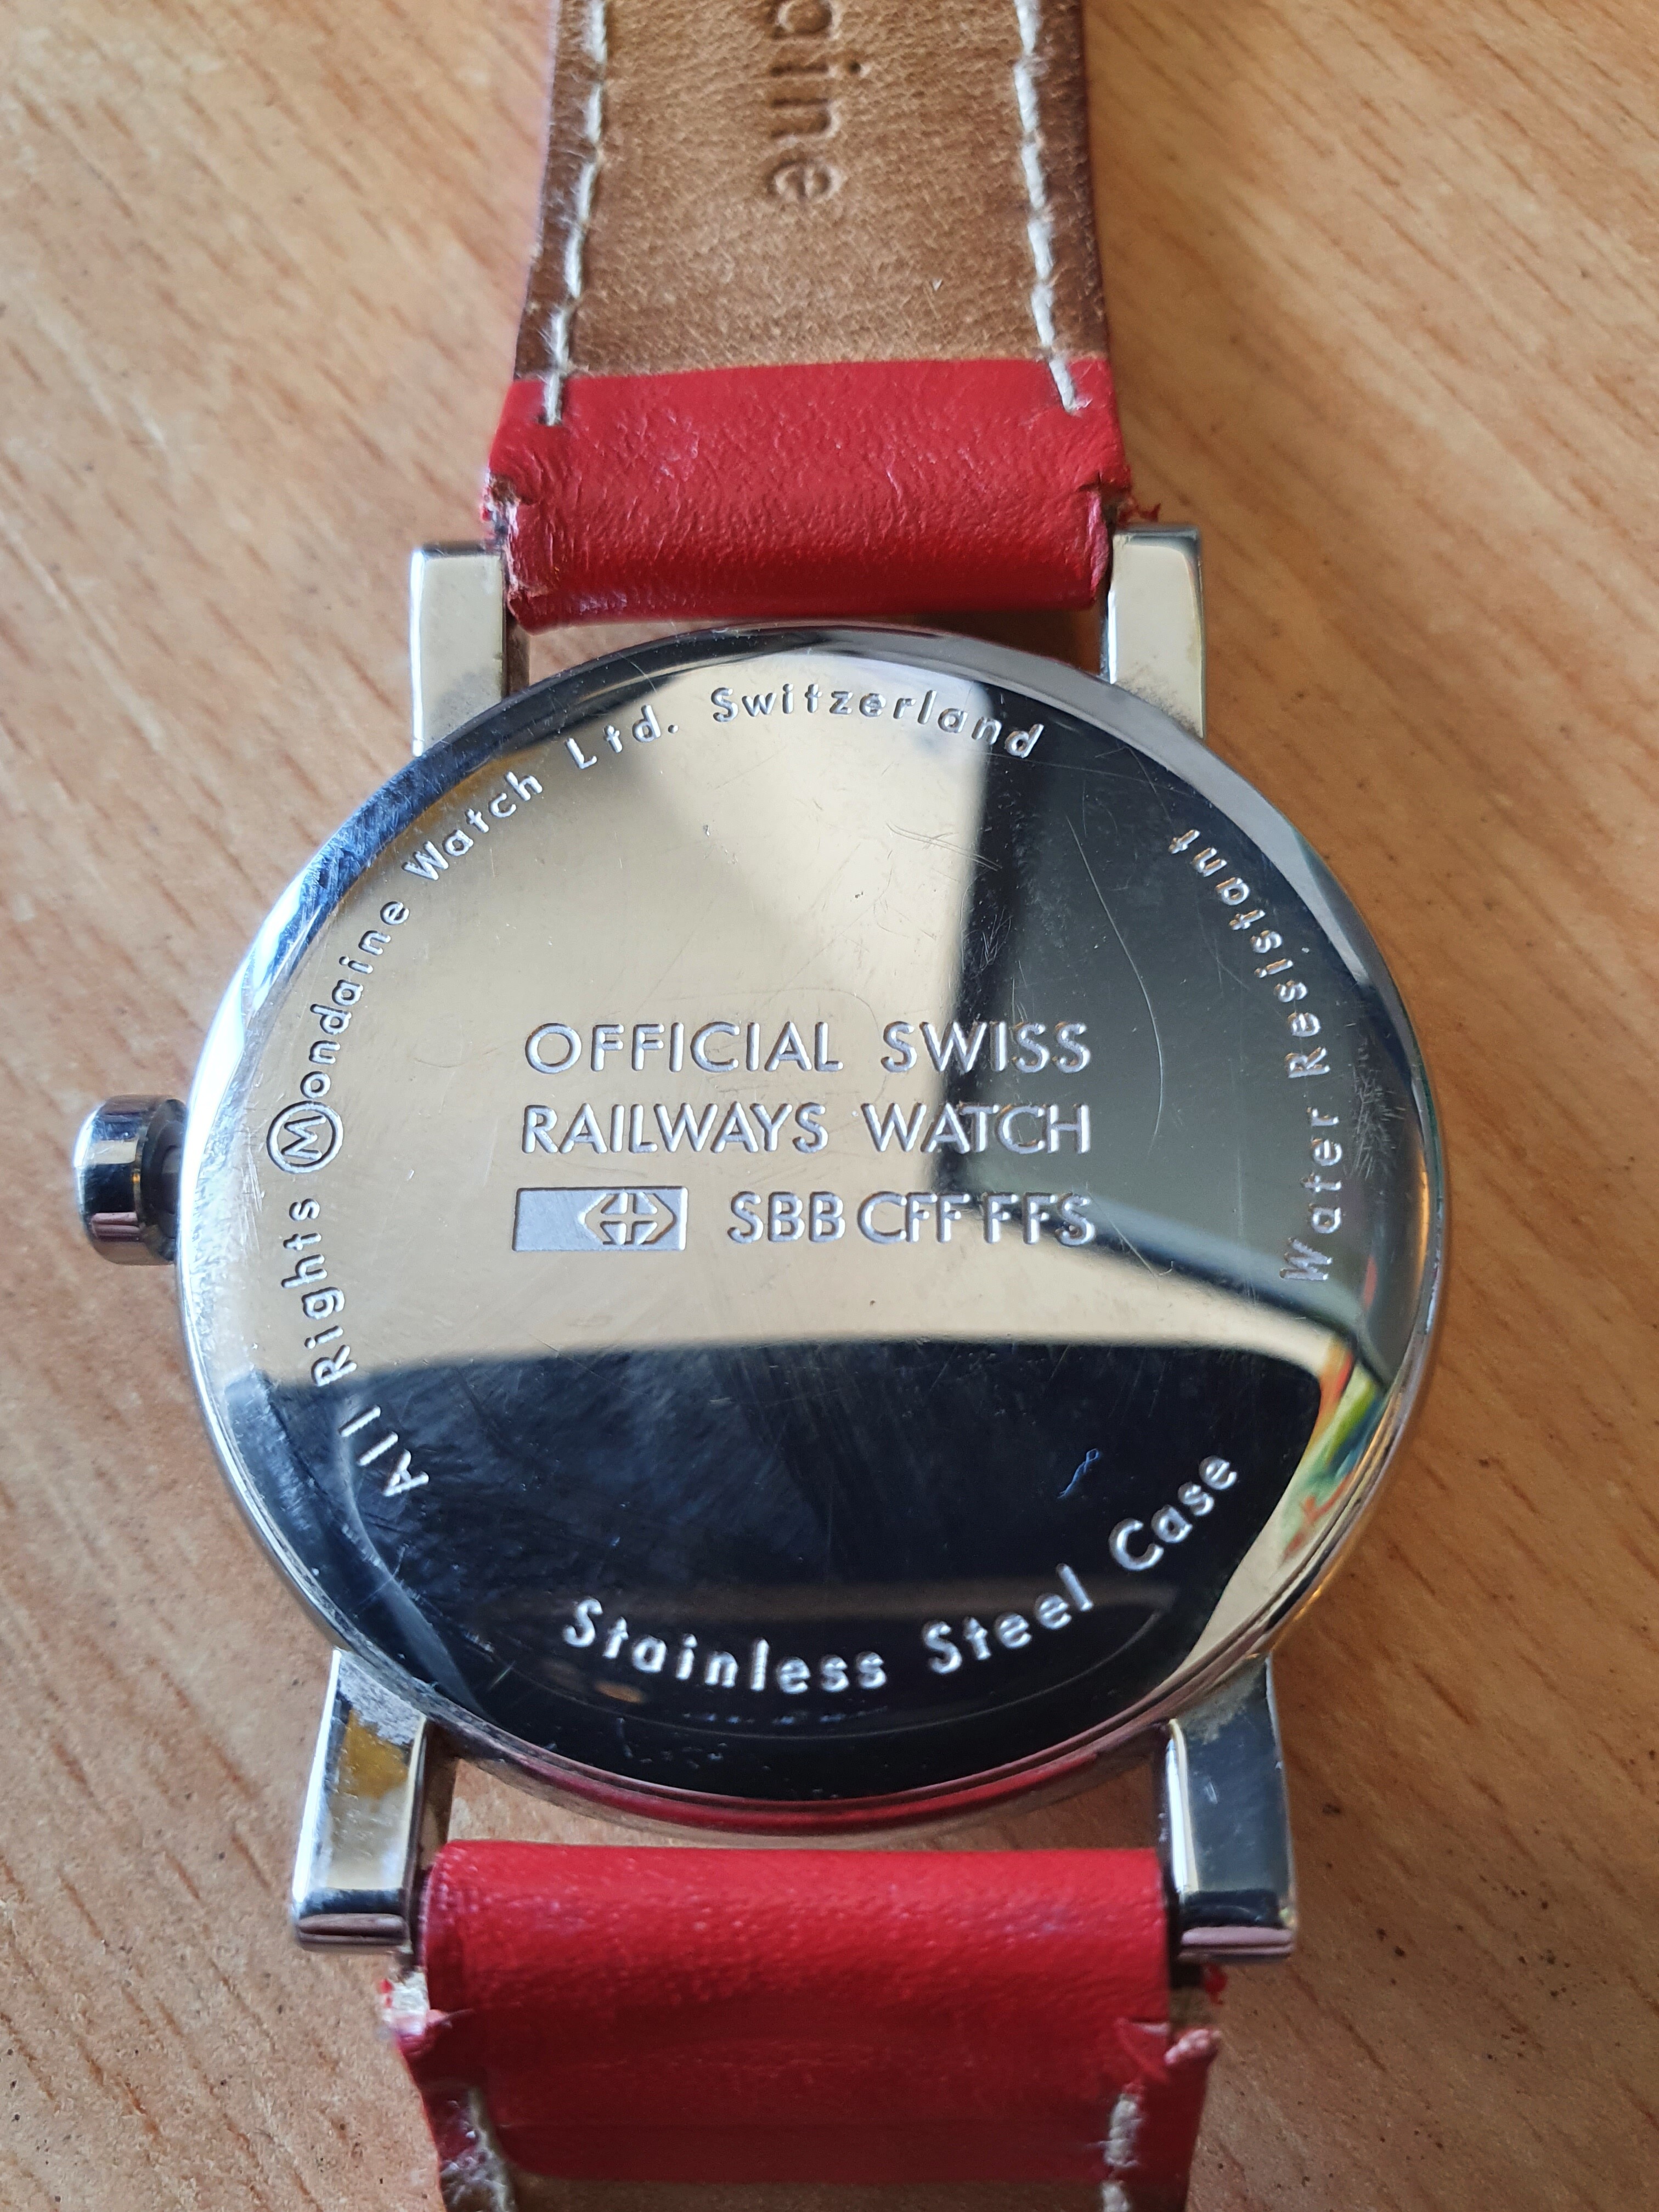 aine
All Rights Mondaine Watch Ltd. Switzerland
Water Resistant
OFFICIAL SWISS
RAILWAYS WATCH
SBB CFF FFS
Stainless Steel Case